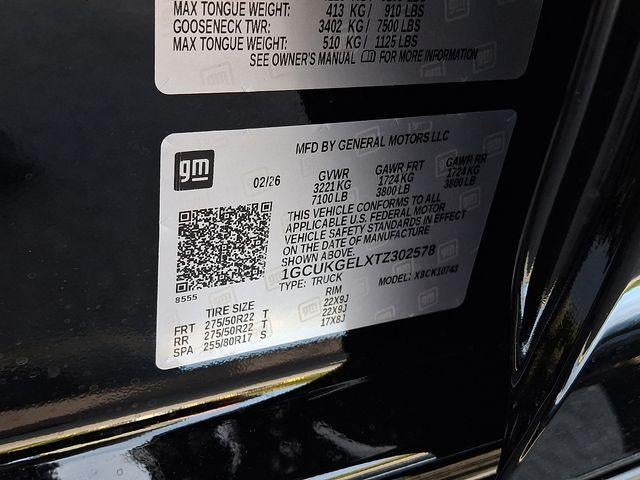 MAX TONGUE WEIGHT: 413 KG / 910 LBS
GOOSENECK TWR: 3402 KG / 7500 LBS
MAX TONGUE WEIGHT: 510 KG / 1125 LBS
SEE OWNER'S MANUAL FOR MORE INFORMATION
MFD BY GENERAL MOTORS LLC
gm
02/26
GVWR GAWR FRT GAWR RR
3221 KG 1724 KG 1724 KG
7100 LB 3800 LB 3800 LB
THIS VEHICLE CONFORMS TO ALL
APPLICABLE U.S. FEDERAL MOTOR
VEHICLE SAFETY STANDARDS IN EFFECT
ON THE DATE OF MANUFACTURE
SHOWN ABOVE.
1GCUKGELXTZ302578
TYPE: TRUCK MODEL: X8CK10743
8555
TIRE SIZE RIM
FRT 275/50R22 T 22X9J
RR 275/50R22 T 22X9J
SPA 255/80R17 S 17X8J